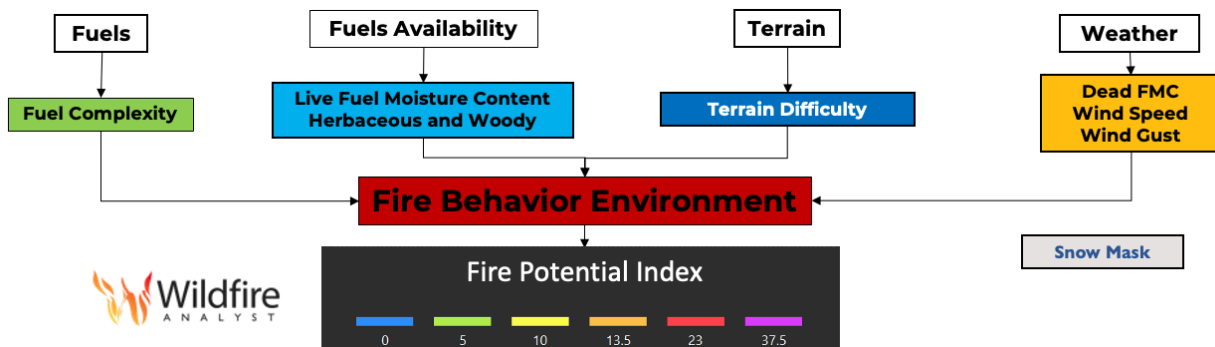 Fuels
Fuels Availability
Terrain
Weather
Fuel Complexity
Live Fuel Moisture Content
Herbaceous and Woody
Terrain Difficulty
Dead FMC
Wind Speed
Wind Gust
Fire Behavior Environment
Snow Mask
Fire Potential Index
Wildfire
ANALYST
0 5 10 13.5 23 37.5